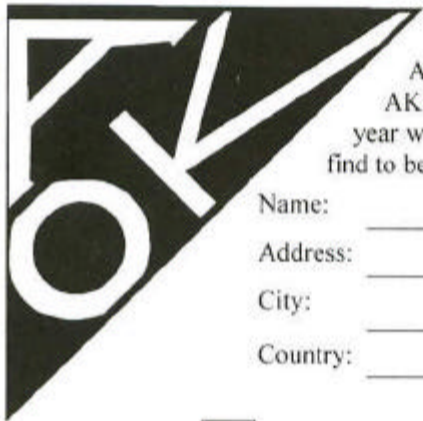 A
AK
year w
find to be
Name:
Address:
City:
Country: